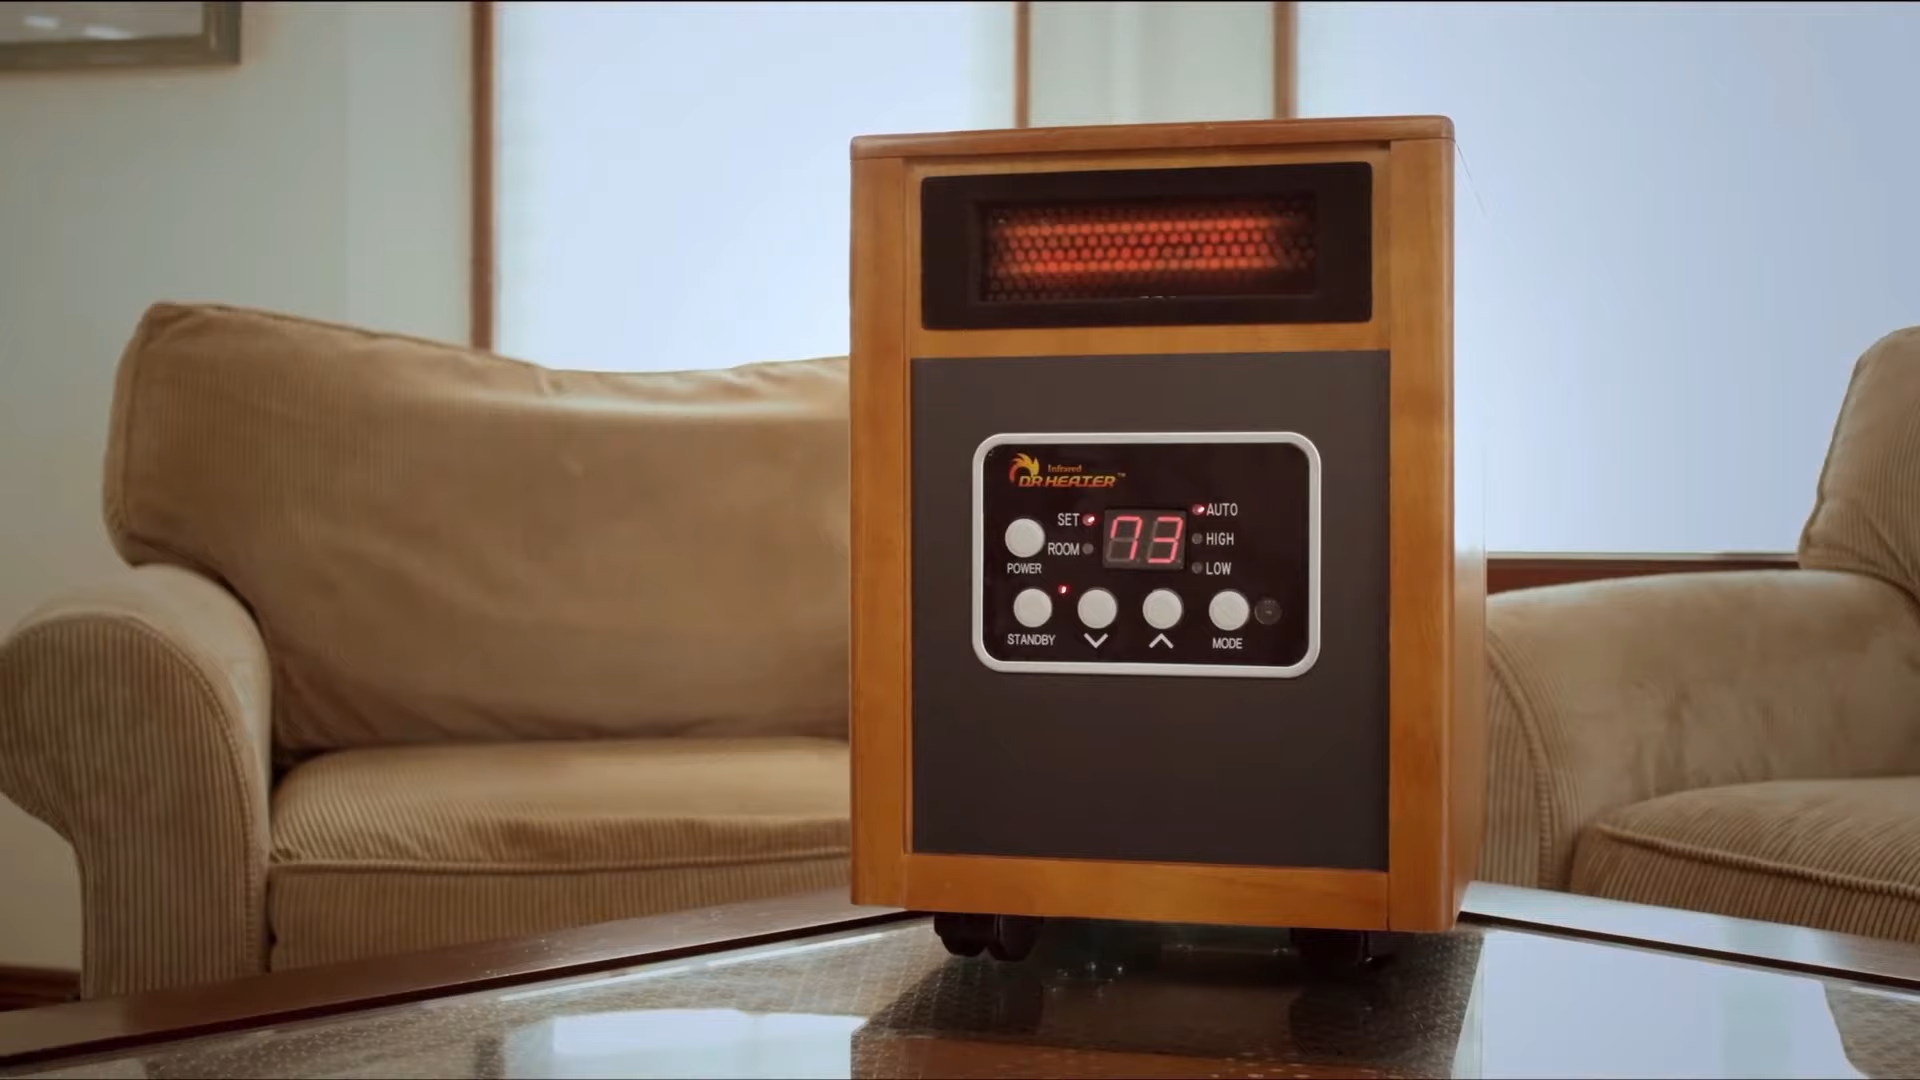 Infrared
DR.HEATER™
SET
73
AUTO
ROOM
HIGH
POWER
LOW
STANDBY
MODE